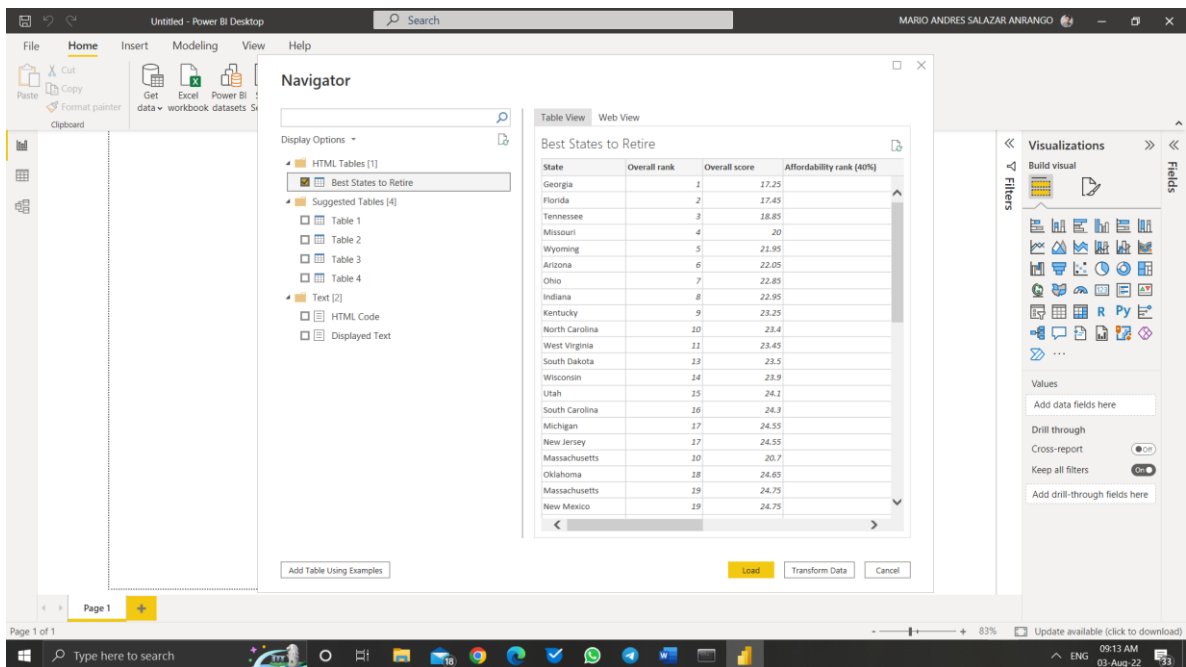 Untitled - Power BI Desktop
Search
MARIO ANDRES SALAZAR ANRANGO
File Home Insert Modeling View Help
Paste
Cut
Copy
Format painter
Clipboard
Get data
Excel workbook
Power BI datasets
Navigator
Display Options
HTML Tables [1]
Best States to Retire
Suggested Tables [4]
Table 1
Table 2
Table 3
Table 4
Text [2]
HTML Code
Displayed Text
Table View Web View
Best States to Retire
State Overall rank Overall score Affordability rank (40%)
Georgia 1 17.25
Florida 2 17.45
Tennessee 3 18.85
Missouri 4 20
Wyoming 5 21.95
Arizona 6 22.05
Ohio 7 22.85
Indiana 8 22.95
Kentucky 9 23.25
North Carolina 10 23.4
West Virginia 11 23.45
South Dakota 13 23.5
Wisconsin 14 23.9
Utah 15 24.1
South Carolina 16 24.3
Michigan 17 24.55
New Jersey 17 24.55
Massachusetts 10 20.7
Oklahoma 18 24.65
Massachusetts 19 24.75
New Mexico 19 24.75
Add Table Using Examples
Load Transform Data Cancel
Filters
Visualizations
Build visual
123
R Py
Values
Add data fields here
Drill through
Cross-report Off
Keep all filters On
Add drill-through fields here
Fields
Page 1
Page 1 of 1
83%
Update available (click to download)
Type here to search
18
ENG
09:13 AM
03-Aug-22
33